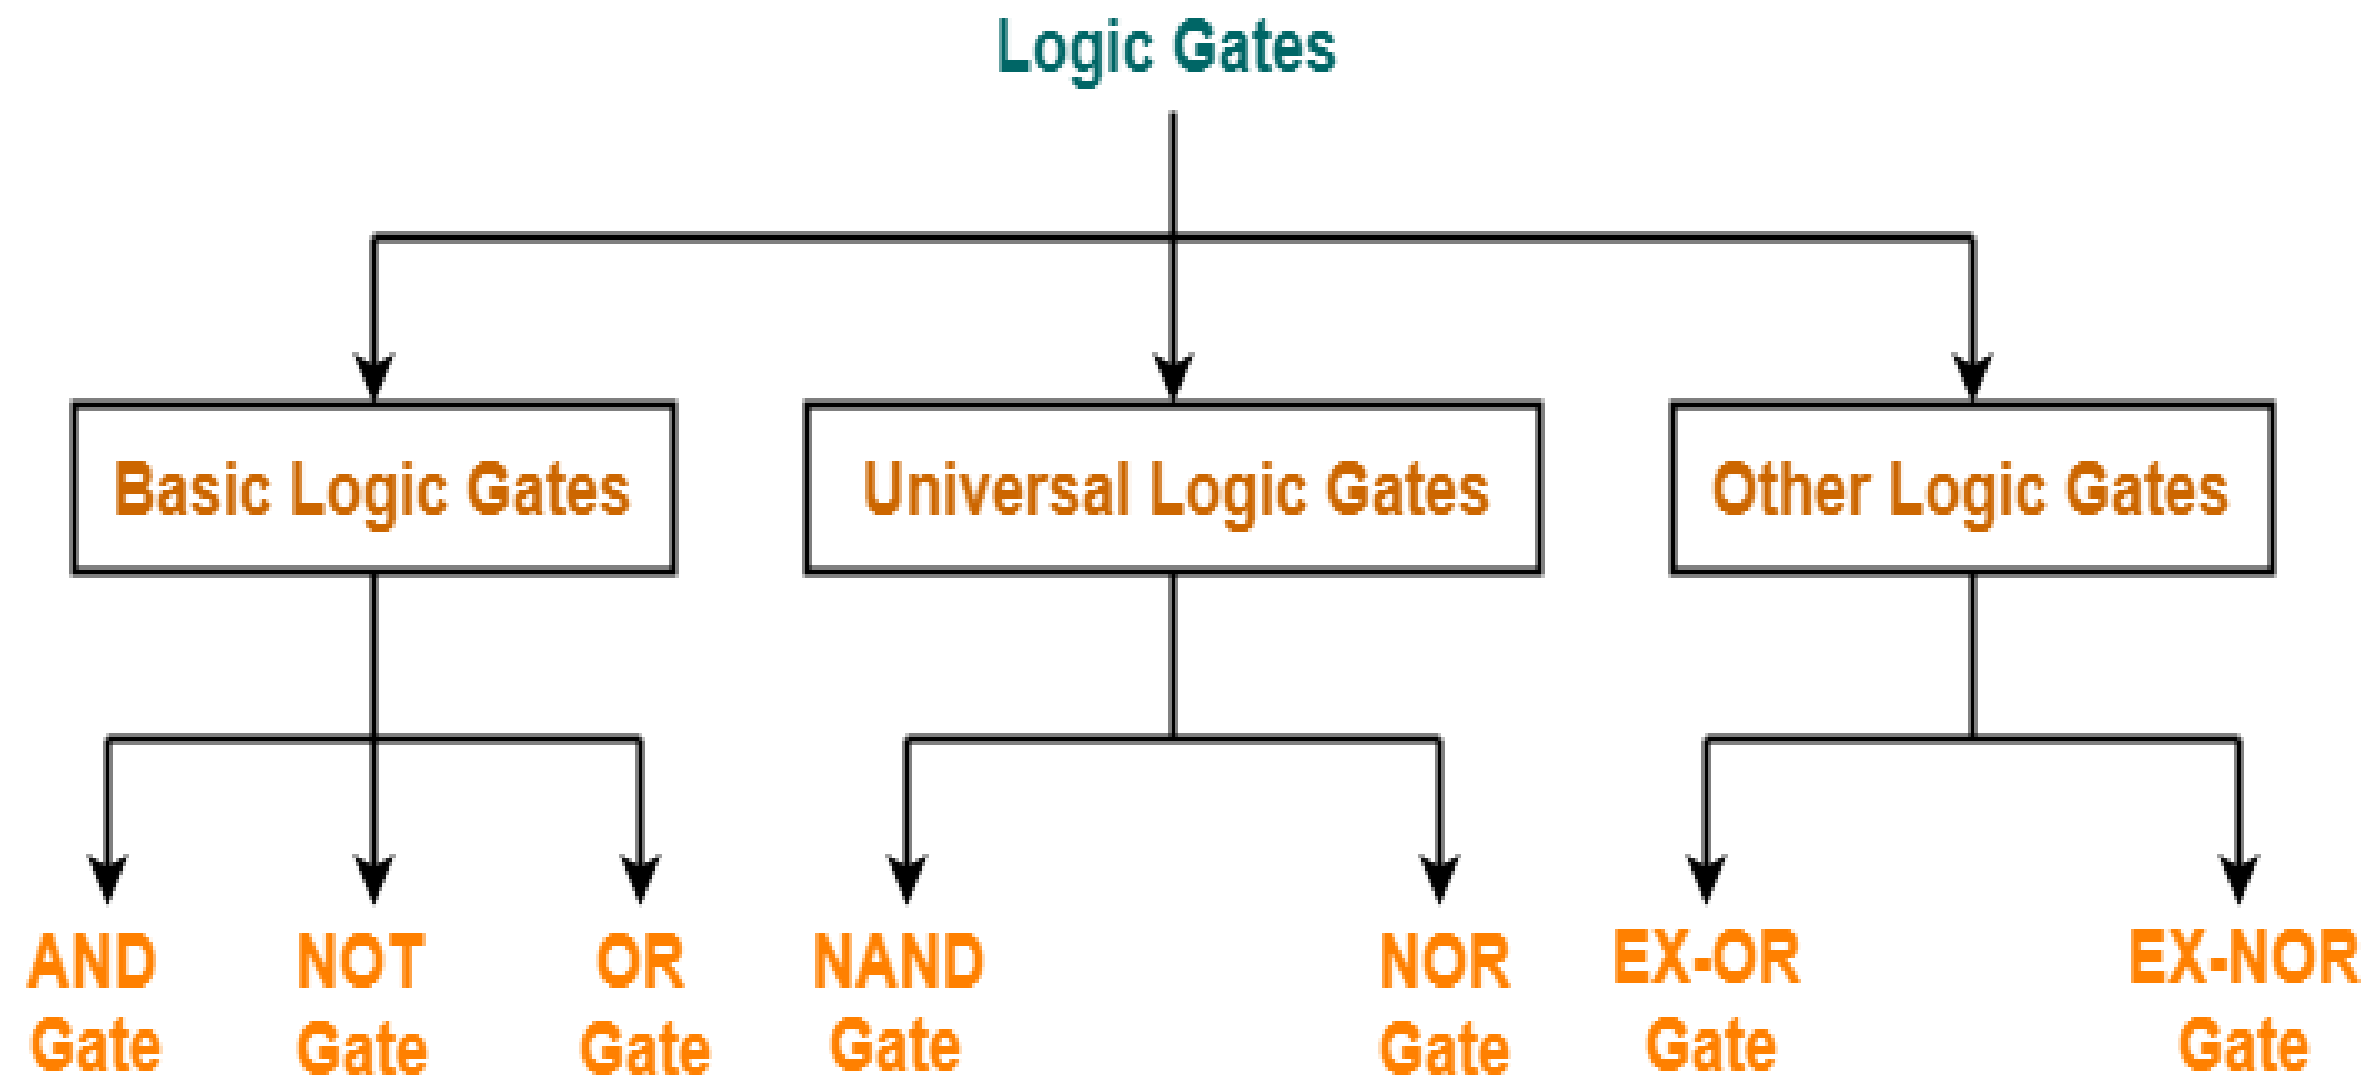 Logic Gates
Basic Logic Gates
Universal Logic Gates
Other Logic Gates
AND
Gate
NOT
Gate
OR
Gate
NAND
Gate
NOR
Gate
EX-OR
Gate
EX-NOR
Gate